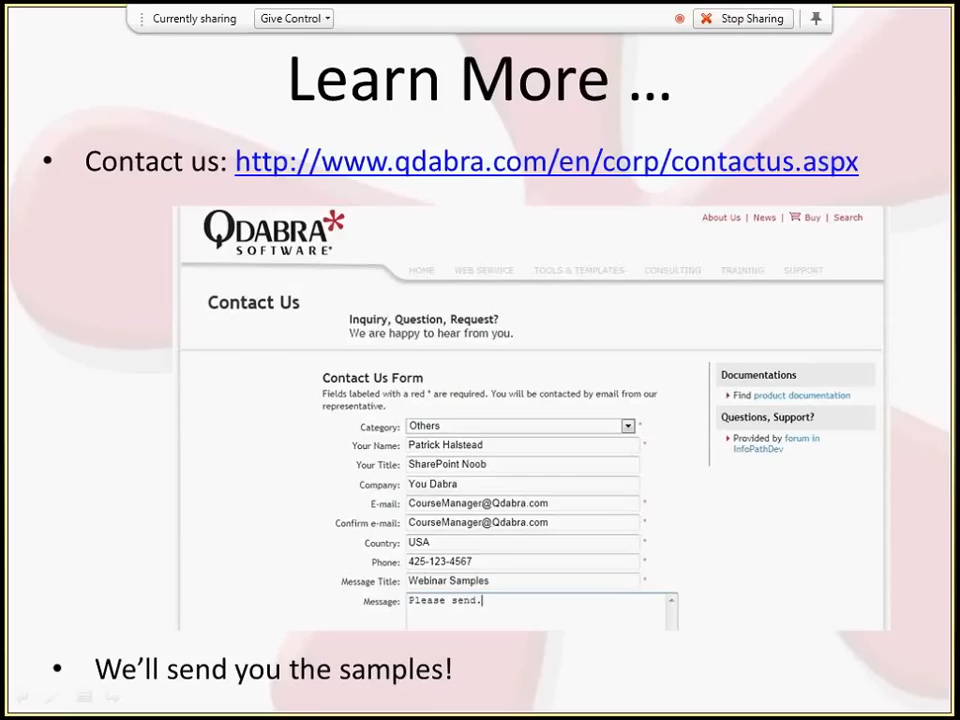 Currently sharing Give Control Stop Sharing
Learn More ...
• Contact us: http://www.qdabra.com/en/corp/contactus.aspx
QDABRA
SOFTWARE
About Us | News | Buy | Search
HOME WEB SERVICE TOOLS & TEMPLATES CONSULTING TRAINING SUPPORT
Contact Us
Inquiry, Question, Request?
We are happy to hear from you.
Contact Us Form
Fields labeled with a red * are required. You will be contacted by email from our
representative.
Category: Others *
Your Name: Patrick Halstead *
Your Title: SharePoint Noob
Company: You Dabra
E-mail: CourseManager@Qdabra.com *
Confirm e-mail: CourseManager@Qdabra.com *
Country: USA *
Phone: 425-123-4567 *
Message Title: Webinar Samples *
Message: Please send.
Documentations
Find product documentation
Questions, Support?
Provided by forum in
InfoPathDev
• We'll send you the samples!